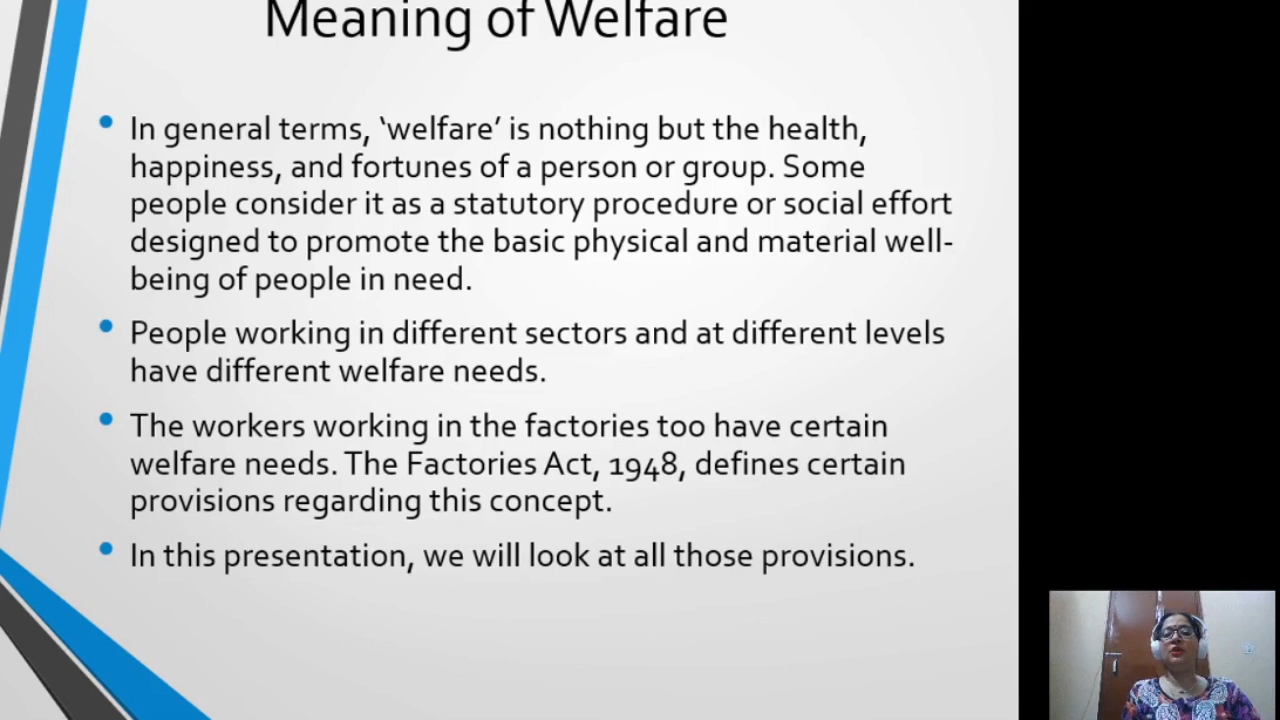 Meaning of Welfare
• In general terms, ‘welfare’ is nothing but the health,
happiness, and fortunes of a person or group. Some
people consider it as a statutory procedure or social effort
designed to promote the basic physical and material well-
being of people in need.
• People working in different sectors and at different levels
have different welfare needs.
• The workers working in the factories too have certain
welfare needs. The Factories Act, 1948, defines certain
provisions regarding this concept.
• In this presentation, we will look at all those provisions.